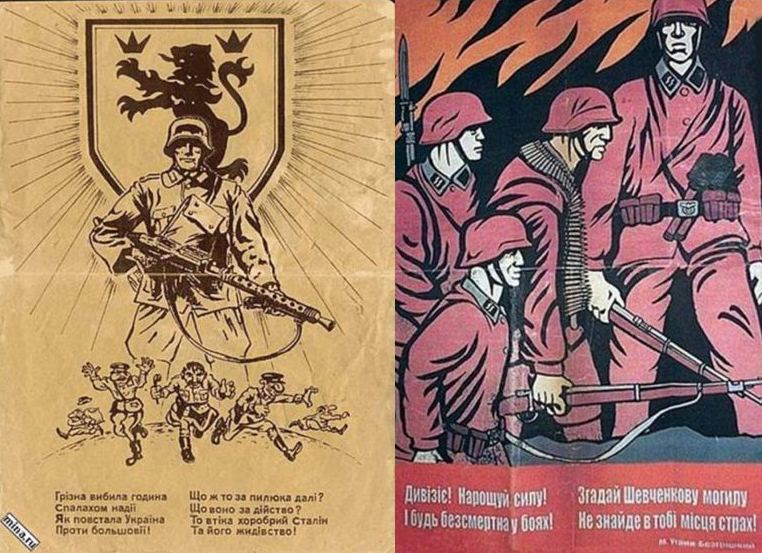 Грізна вибила година
Спалахом надії
Як повстала Україна
Проти большовії!
Що ж то за пилюка далі?
Що воно за дійство?
То втіка хоробрий Сталін
Та його жидівство!
mina.ru
Дивізіє! Нарощуй силу!
І будь безсмертна у боях!
Згадай Шевченкову могилу
Не знайде в тобі місця страх!